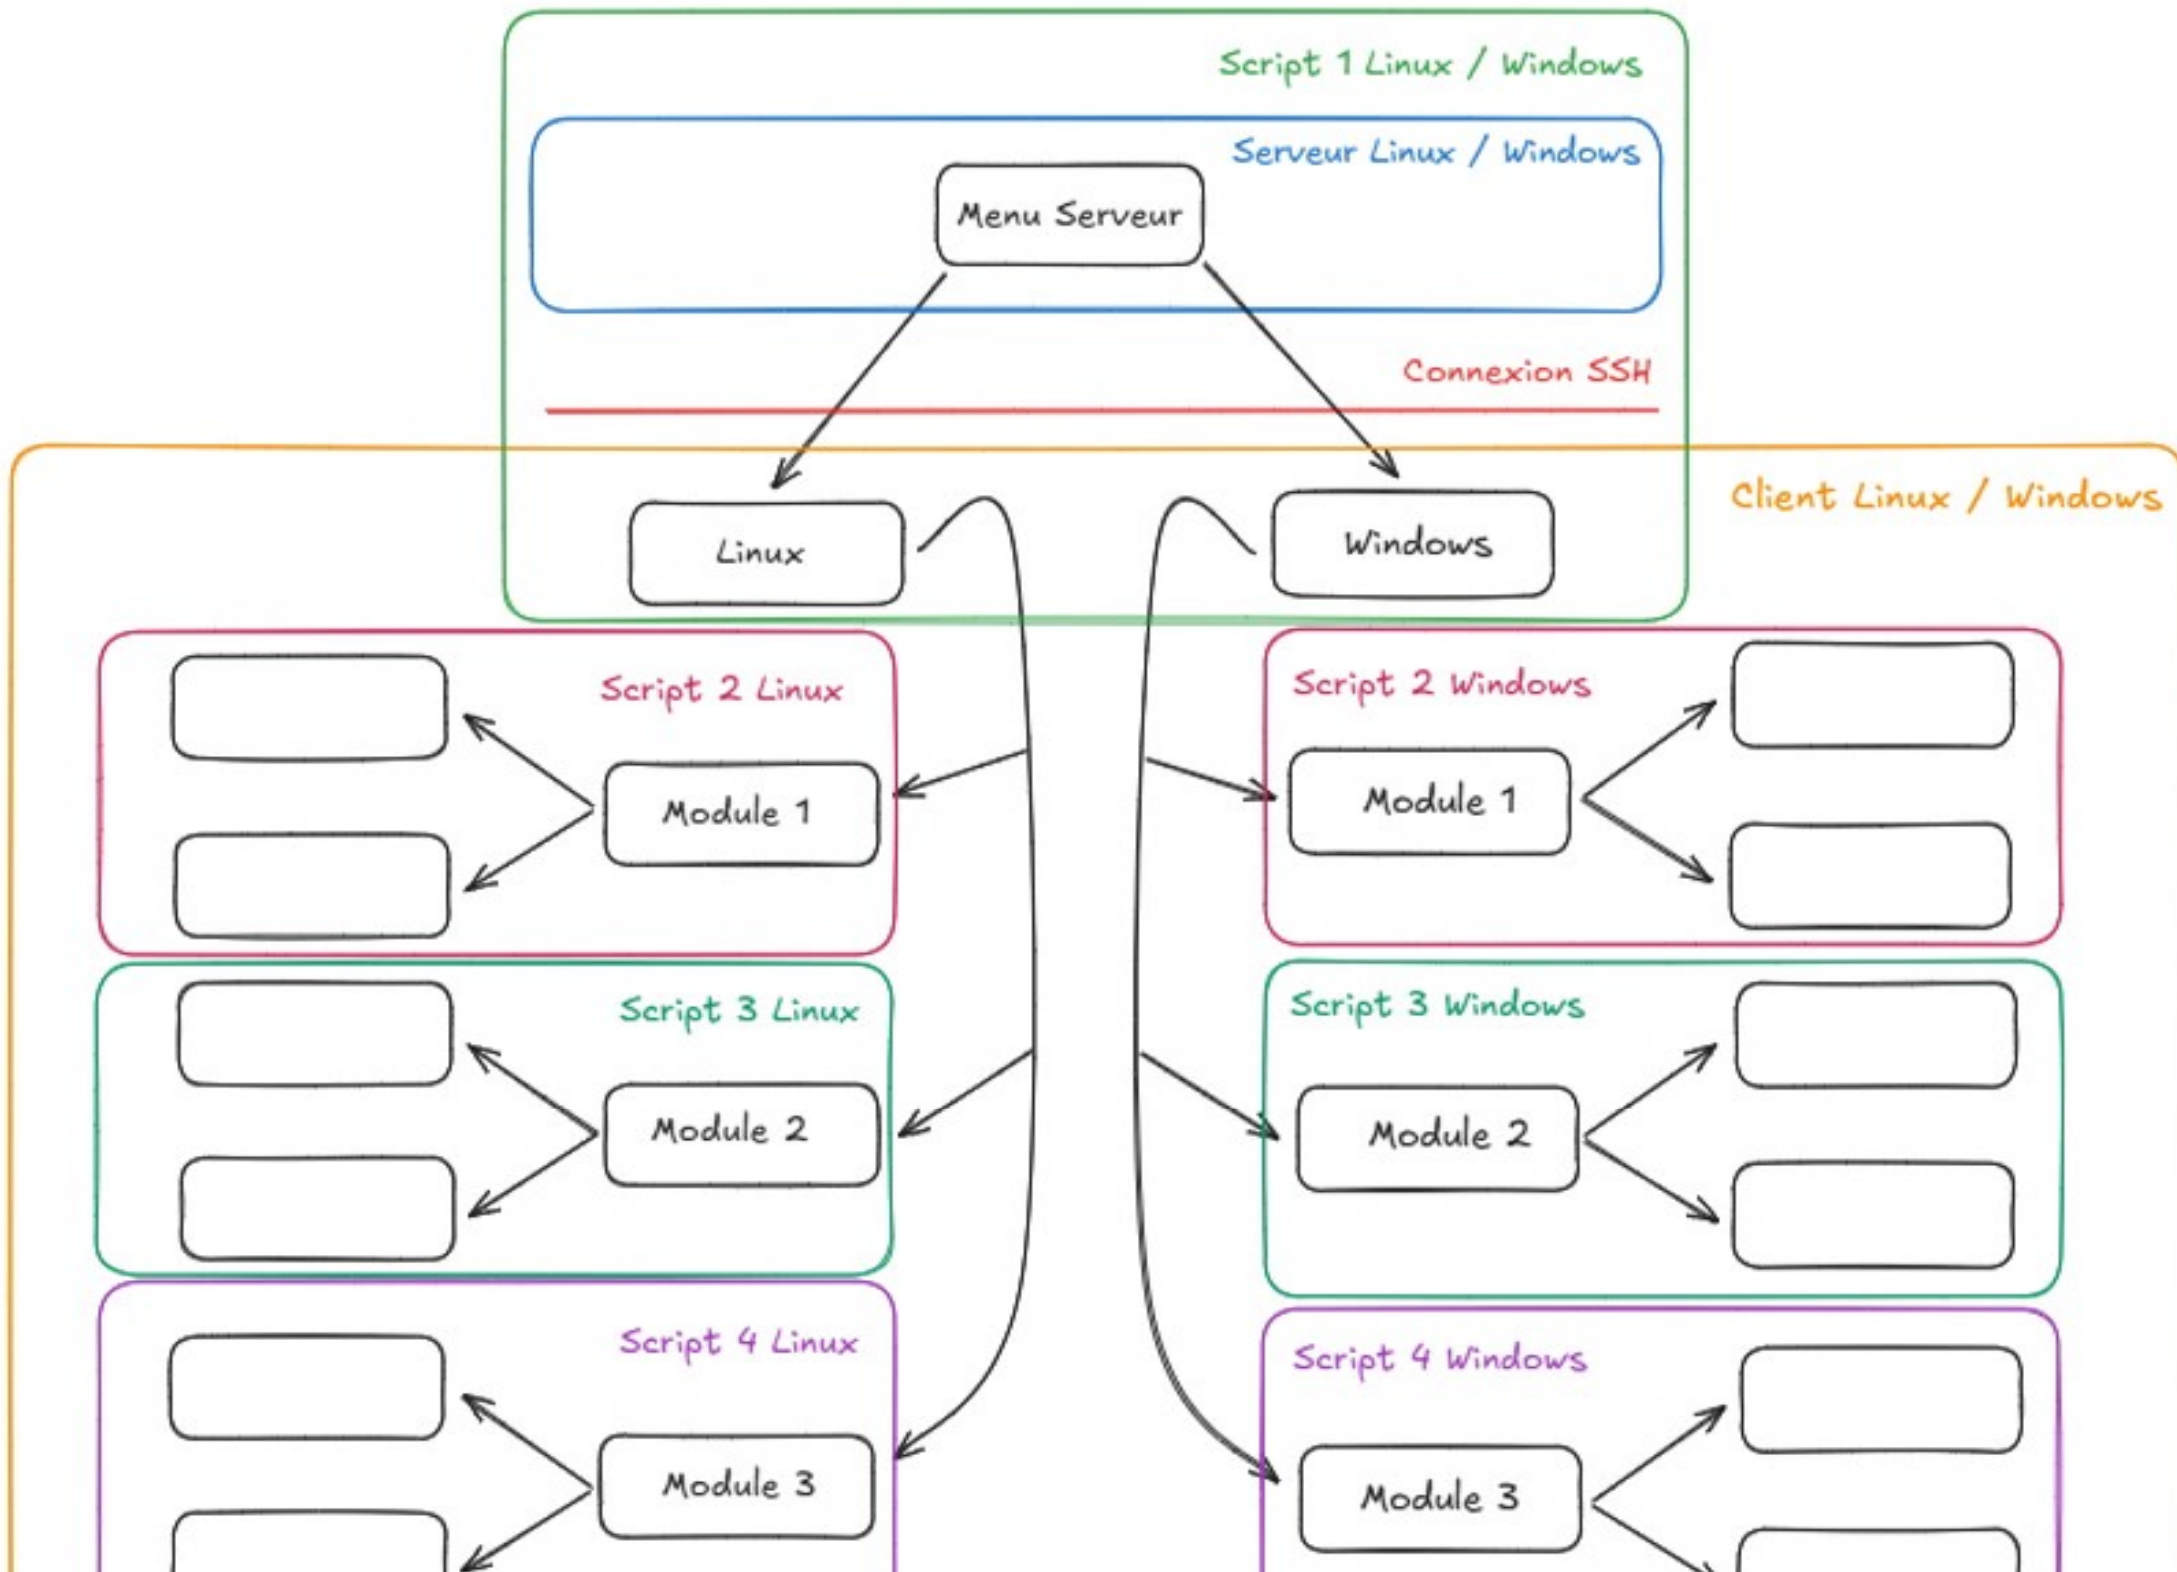 Script 1 Linux / Windows
Serveur Linux / Windows
Menu Serveur
Connexion SSH
Client Linux / Windows
Linux
Windows
Script 2 Linux
Module 1
Script 2 Windows
Module 1
Script 3 Linux
Module 2
Script 3 Windows
Module 2
Script 4 Linux
Module 3
Script 4 Windows
Module 3